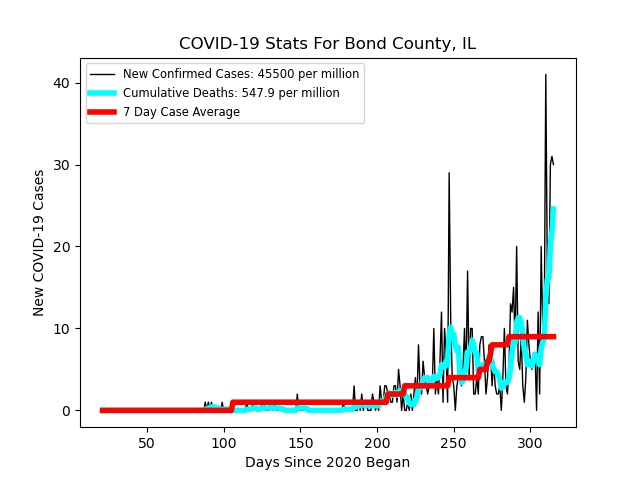 COVID-19 Stats For Bond County, IL
New Confirmed Cases: 45500 per million
Cumulative Deaths: 547.9 per million
7 Day Case Average
40
30
20
10
0
New COVID-19 Cases
50 100 150 200 250 300
Days Since 2020 Began